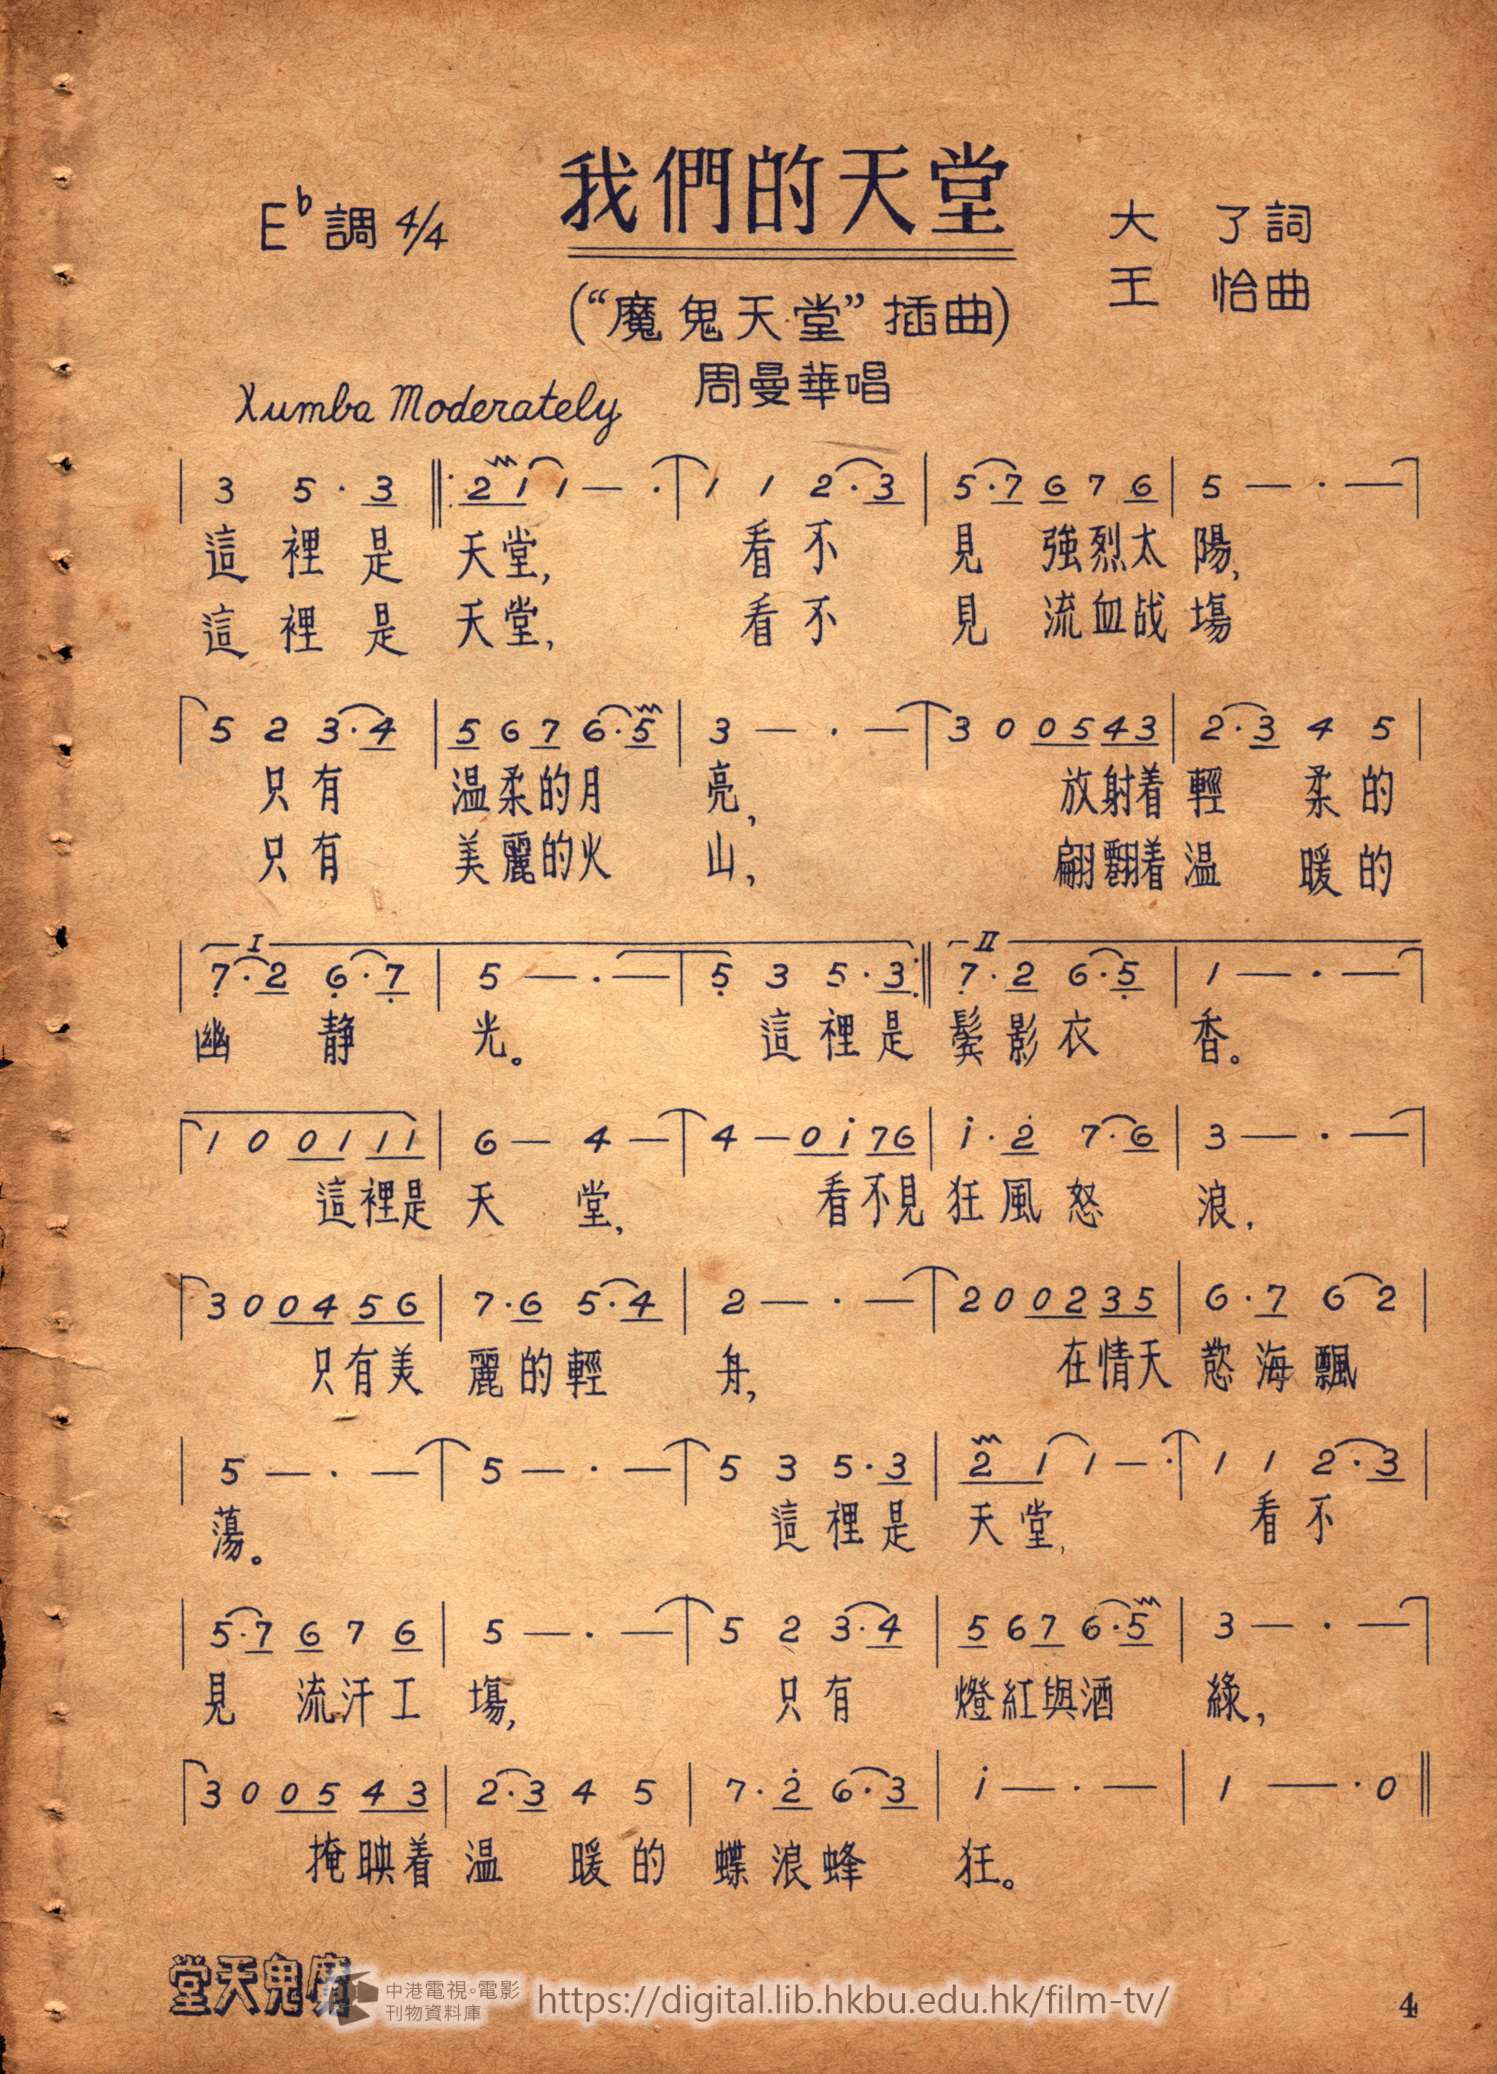 我們的天堂
E♭調 4/4
大 了詞
王 怡曲
(“魔鬼天堂”插曲)
周曼華唱
Xumba Moderately
| 3 5 · 3 ‖: 2 1 1 — · | 1 1 2 · 3 | 5 · 7 6 7 6 | 5 — · — |
這裡是天堂, 看不見強烈太陽,
這裡是天堂, 看不見流血战塲
| 5 2 3 · 4 | 5 6 7 6 · 5 | 3 — · — | 3 0 0 5 4 3 | 2 · 3 4 5 |
只有温柔的月亮, 放射着輕柔的
只有美麗的火山, 翩翻着温暖的
I II
| 7̣ · 2 6̣ · 7̣ | 5 — · — | 5̣ 3 5 · 3 :‖ 7̣ · 2 6 · 5̣ | 1 — · — |
幽静光。 這裡是鬓影衣香。
| 1 0 0 1 1 1 | 6 — 4 — | 4 — 0 i 7 6 | i · 2̇ 7 · 6 | 3 — · — |
這裡是天堂, 看不見狂風怒浪,
| 3 0 0 4 5 6 | 7 · 6 5 · 4 | 2 — · — | 2 0 0 2 3 5 | 6 · 7 6 2 |
只有美麗的輕舟, 在情天慾海飄
| 5 — · — | 5 — · — | 5 3 5 · 3 | 2 1 1 — · | 1 1 2 · 3 |
蕩。 這裡是天堂, 看不
| 5 · 7 6 7 6 | 5 — · — | 5 2 3 · 4 | 5 6 7 6 · 5 | 3 — · — |
見流汗工塲, 只有燈紅與酒綠,
| 3 0 0 5 4 3 | 2 · 3 4 5 | 7 · 2̇ 6 · 3 | i — · — | 1 — · 0 ‖
掩映着温暖的蝶浪蜂狂。
堂天鬼魔
中港電視。電影
刊物資料庫
https://digital.lib.hkbu.edu.hk/film-tv/
4